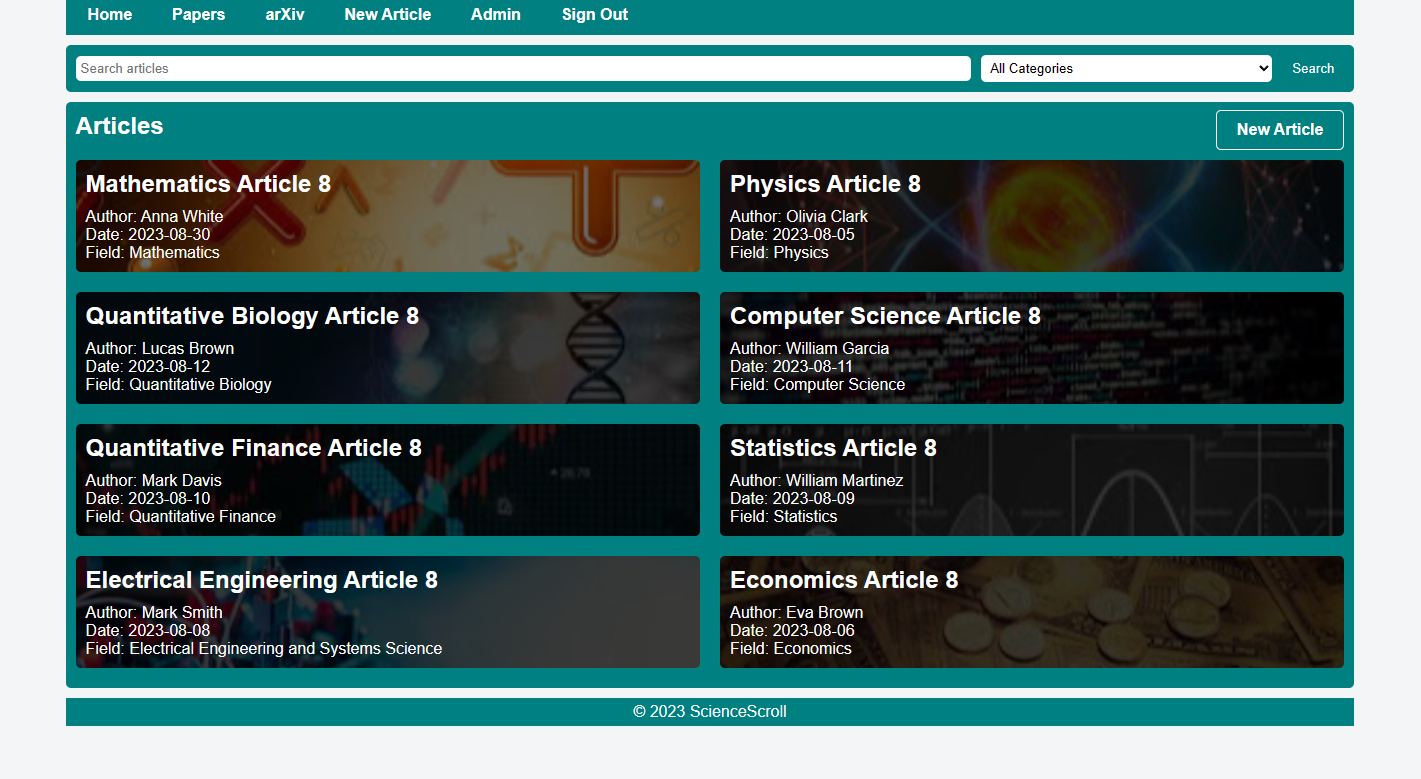 Home Papers arXiv New Article Admin Sign Out
Search articles All Categories Search
Articles
New Article
Mathematics Article 8
Author: Anna White
Date: 2023-08-30
Field: Mathematics
Physics Article 8
Author: Olivia Clark
Date: 2023-08-05
Field: Physics
Quantitative Biology Article 8
Author: Lucas Brown
Date: 2023-08-12
Field: Quantitative Biology
Computer Science Article 8
Author: William Garcia
Date: 2023-08-11
Field: Computer Science
Quantitative Finance Article 8
Author: Mark Davis
Date: 2023-08-10
Field: Quantitative Finance
Statistics Article 8
Author: William Martinez
Date: 2023-08-09
Field: Statistics
Electrical Engineering Article 8
Author: Mark Smith
Date: 2023-08-08
Field: Electrical Engineering and Systems Science
Economics Article 8
Author: Eva Brown
Date: 2023-08-06
Field: Economics
© 2023 ScienceScroll